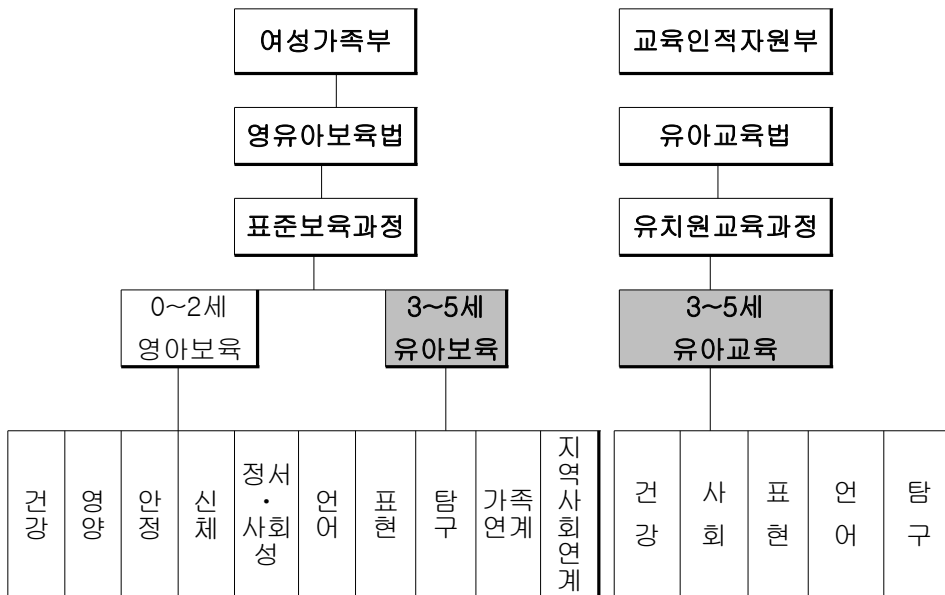 여성가족부
교육인적자원부
영유아보육법
유아교육법
표준보육과정
유치원교육과정
0~2세
영아보육
3~5세
유아보육
3~5세
유아교육
건강
영양
안정
신체
정서
·
사회
성
언어
표현
탐구
가족
연계
지역사회연계
건강
사회
표현
언어
탐구